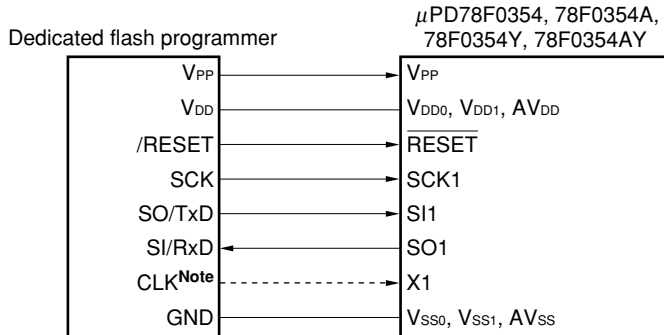 μPD78F0354, 78F0354A,
Dedicated flash programmer 78F0354Y, 78F0354AY
VPP VPP
VDD VDD0, VDD1, AVDD
/RESET RESET
SCK SCK1
SO/TxD SI1
SI/RxD SO1
CLKNote X1
GND VSS0, VSS1, AVSS